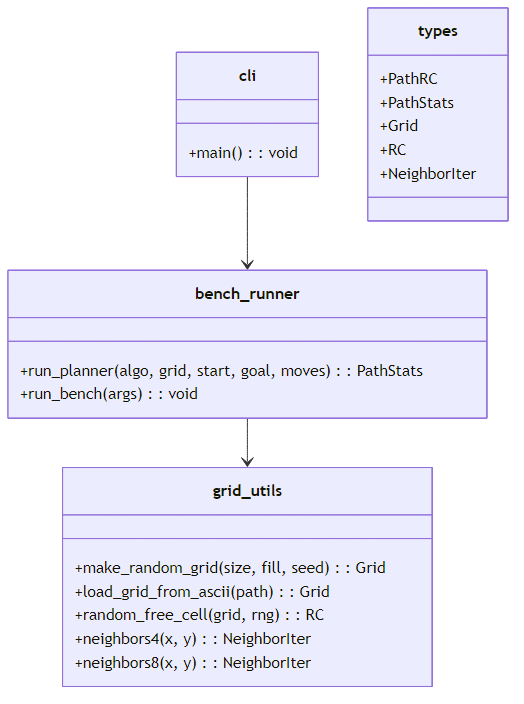 cli
+main() : : void
types
+PathRC
+PathStats
+Grid
+RC
+NeighborIter
bench_runner
+run_planner(algo, grid, start, goal, moves) : : PathStats
+run_bench(args) : : void
grid_utils
+make_random_grid(size, fill, seed) : : Grid
+load_grid_from_ascii(path) : : Grid
+random_free_cell(grid, rng) : : RC
+neighbors4(x, y) : : NeighborIter
+neighbors8(x, y) : : NeighborIter